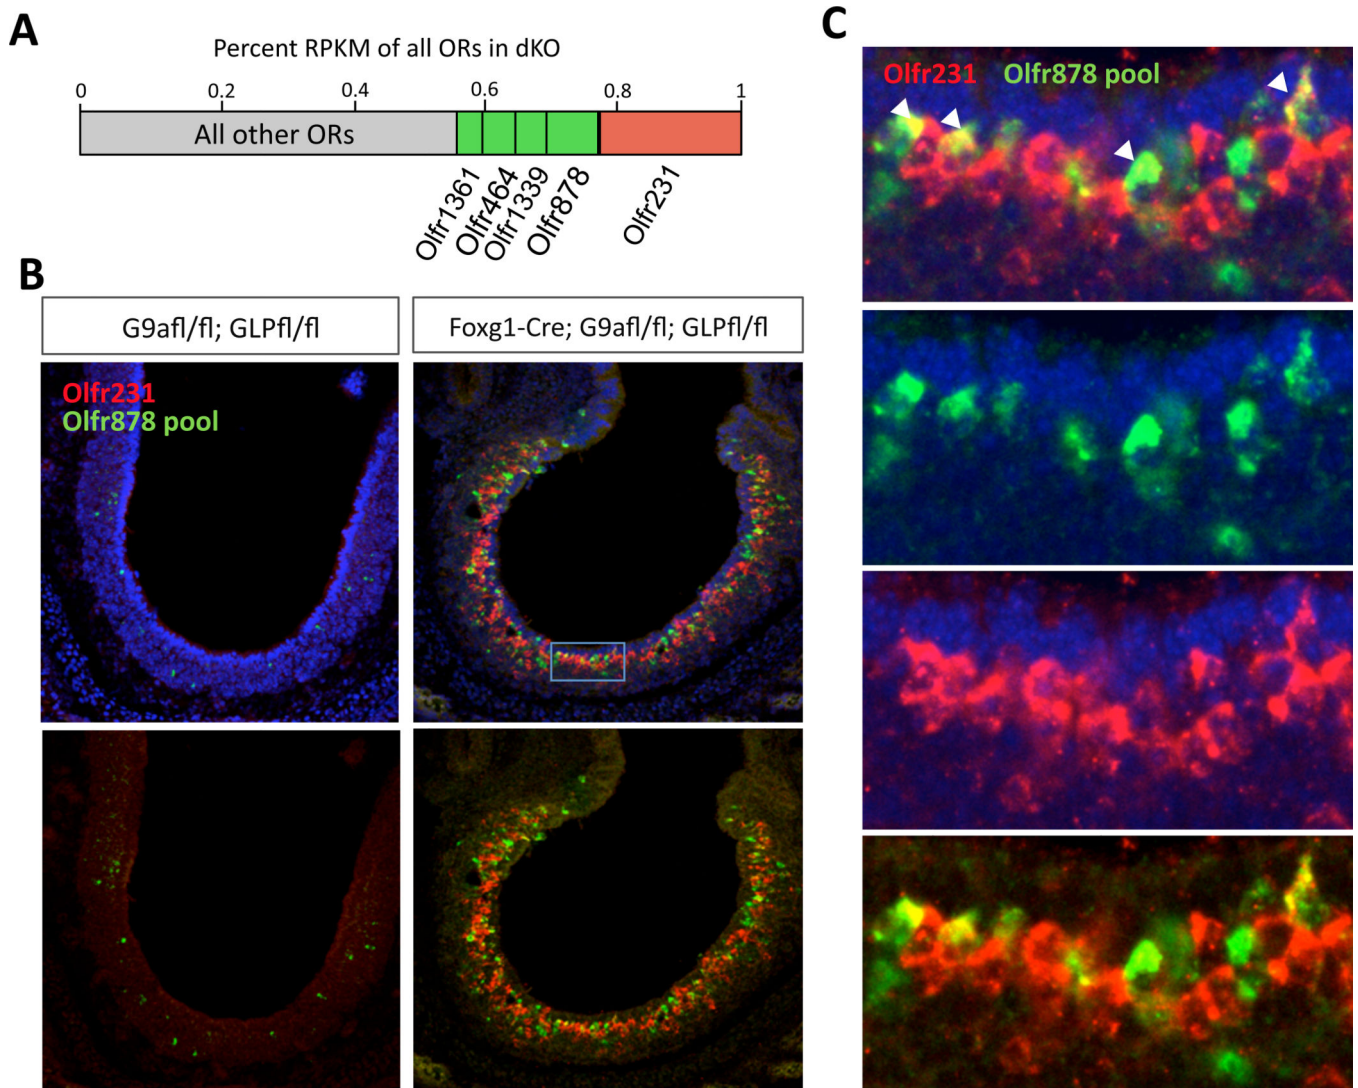 A
Percent RPKM of all ORs in dKO
0 0.2 0.4 0.6 0.8 1
All other ORs
Olfr1361
Olfr464
Olfr1339
Olfr878
Olfr231
B
G9afl/fl; GLPfl/fl
Foxg1-Cre; G9afl/fl; GLPfl/fl
Olfr231
Olfr878 pool
C
Olfr231 Olfr878 pool